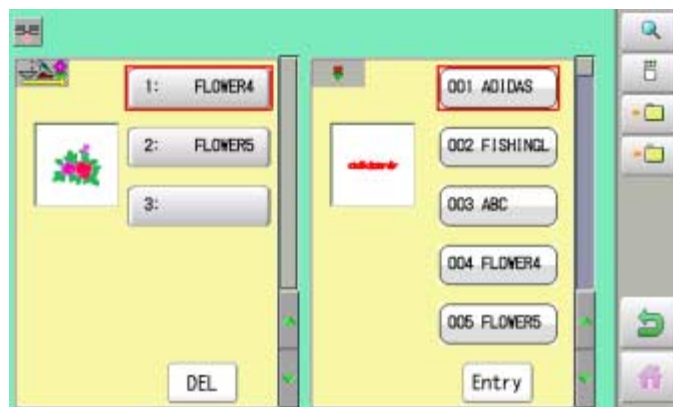 1: FLOWER4
2: FLOWER5
3:
DEL
001 ADIDAS
002 FISHINGL
003 ABC
004 FLOWER4
005 FLOWER5
Entry